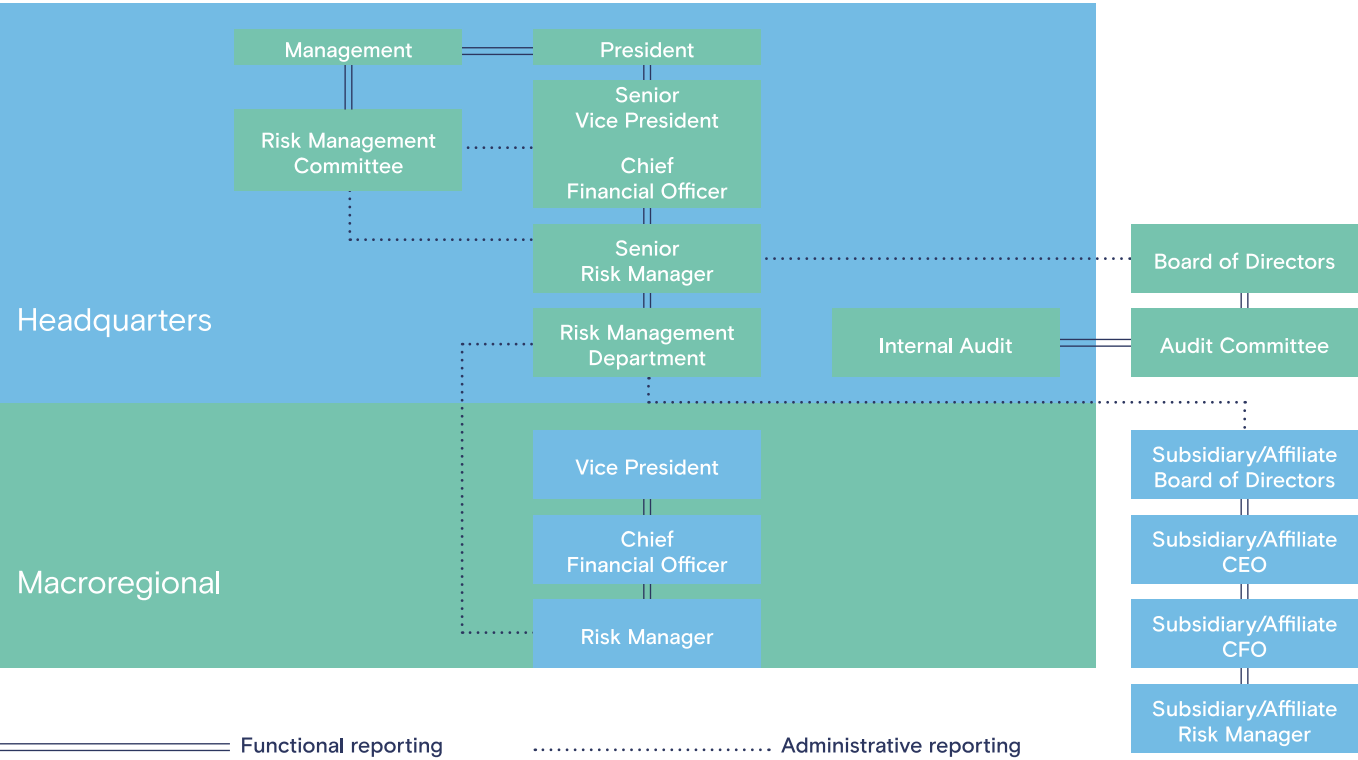 Management
President
Senior
Vice President
Chief
Financial Officer
Risk Management
Committee
Senior
Risk Manager
Board of Directors
Headquarters
Risk Management
Department
Internal Audit
Audit Committee
Macroregional
Vice President
Chief
Financial Officer
Risk Manager
Subsidiary/Affiliate
Board of Directors
Subsidiary/Affiliate
CEO
Subsidiary/Affiliate
CFO
Subsidiary/Affiliate
Risk Manager
Functional reporting
Administrative reporting